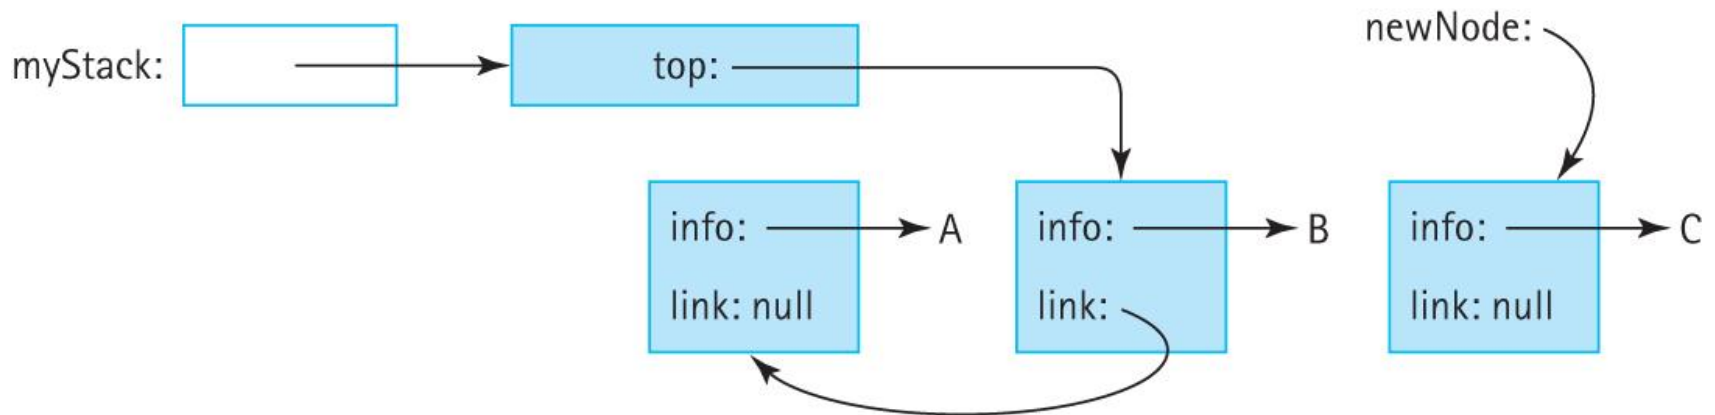 newNode:
myStack:
top:
info:
A
info:
B
info:
C
link: null
link:
link: null